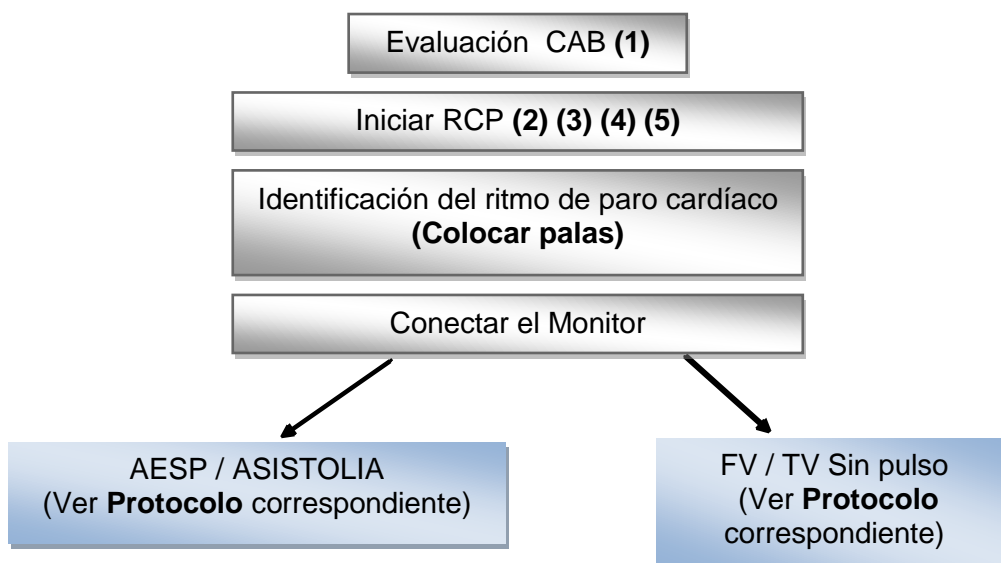 Evaluación CAB (1)
Iniciar RCP (2) (3) (4) (5)
Identificación del ritmo de paro cardíaco
(Colocar palas)
Conectar el Monitor
AESP / ASISTOLIA
(Ver Protocolo correspondiente)
FV / TV Sin pulso
(Ver Protocolo
correspondiente)